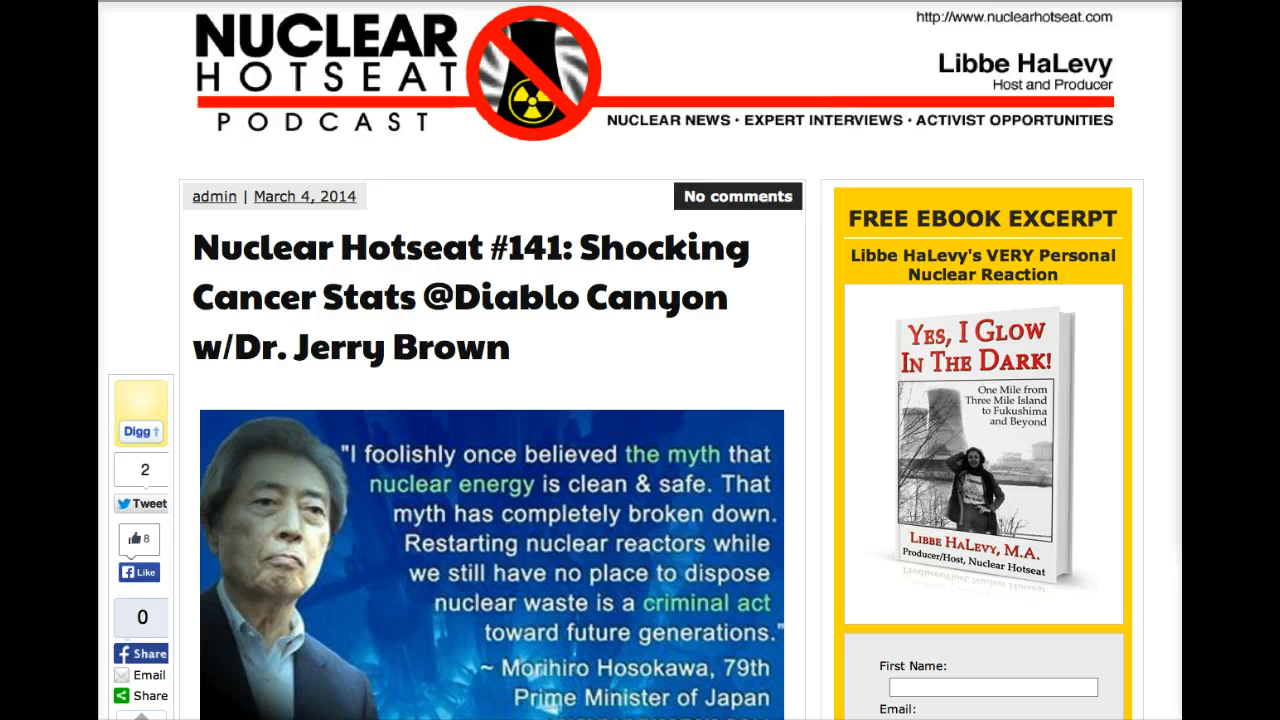 NUCLEAR
HOTSEAT
PODCAST
http://www.nuclearhotseat.com
Libbe HaLevy
Host and Producer
NUCLEAR NEWS • EXPERT INTERVIEWS • ACTIVIST OPPORTUNITIES
admin | March 4, 2014
No comments
Nuclear Hotseat #141: Shocking
Cancer Stats @Diablo Canyon
w/Dr. Jerry Brown
"I foolishly once believed the myth that
nuclear energy is clean & safe. That
myth has completely broken down.
Restarting nuclear reactors while
we still have no place to dispose
nuclear waste is a criminal act
toward future generations."
~ Morihiro Hosokawa, 79th
Prime Minister of Japan
Digg
2
Tweet
8
Like
0
Share
Email
Share
FREE EBOOK EXCERPT
Libbe HaLevy's VERY Personal
Nuclear Reaction
YES, I GLOW
IN THE DARK!
One Mile from
Three Mile Island
to Fukushima
and Beyond
LIBBE HALEVY, M.A.
Producer/Host, Nuclear Hotseat
First Name:
Email: